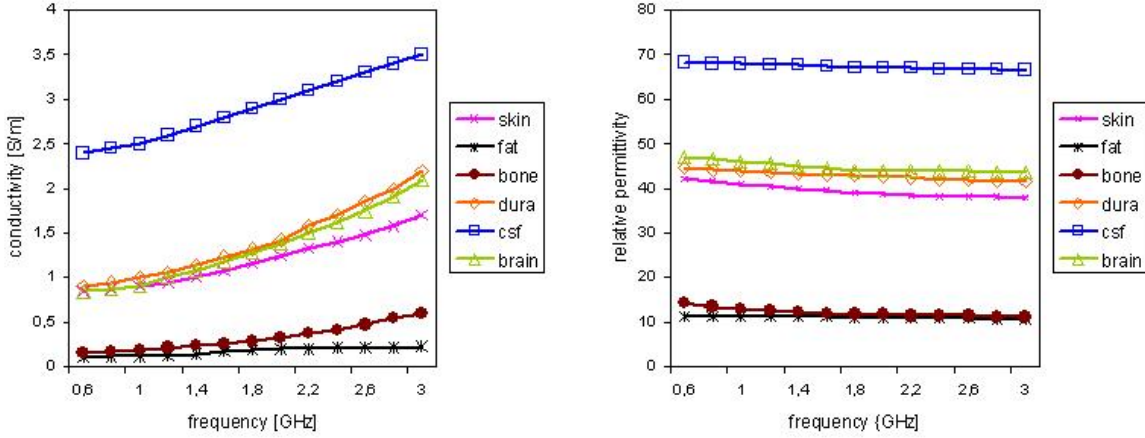 4
3,5
3
2,5
2
1,5
1
0,5
0
conductivity [S/m]
0,6 1 1,4 1,8 2,2 2,6 3
frequency [GHz]
skin
fat
bone
dura
csf
brain
80
70
60
50
40
30
20
10
0
relative permittivity
0,6 1 1,4 1,8 2,2 2,6 3
frequency {GHz]
skin
fat
bone
dura
csf
brain